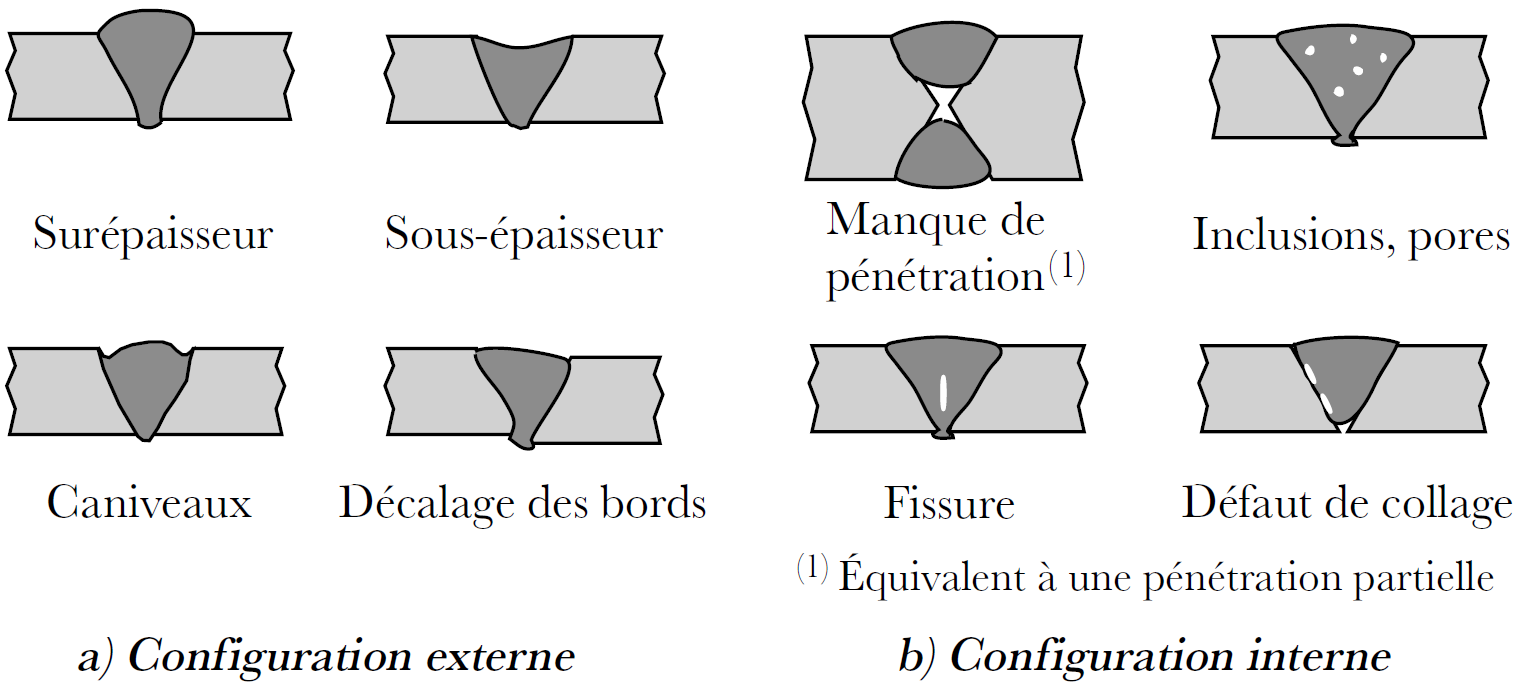 Surépaisseur
Sous-épaisseur
Caniveaux
Décalage des bords
a) Configuration externe
Manque de
pénétration(1)
Inclusions, pores
Fissure
Défaut de collage
(1) Équivalent à une pénétration partielle
b) Configuration interne